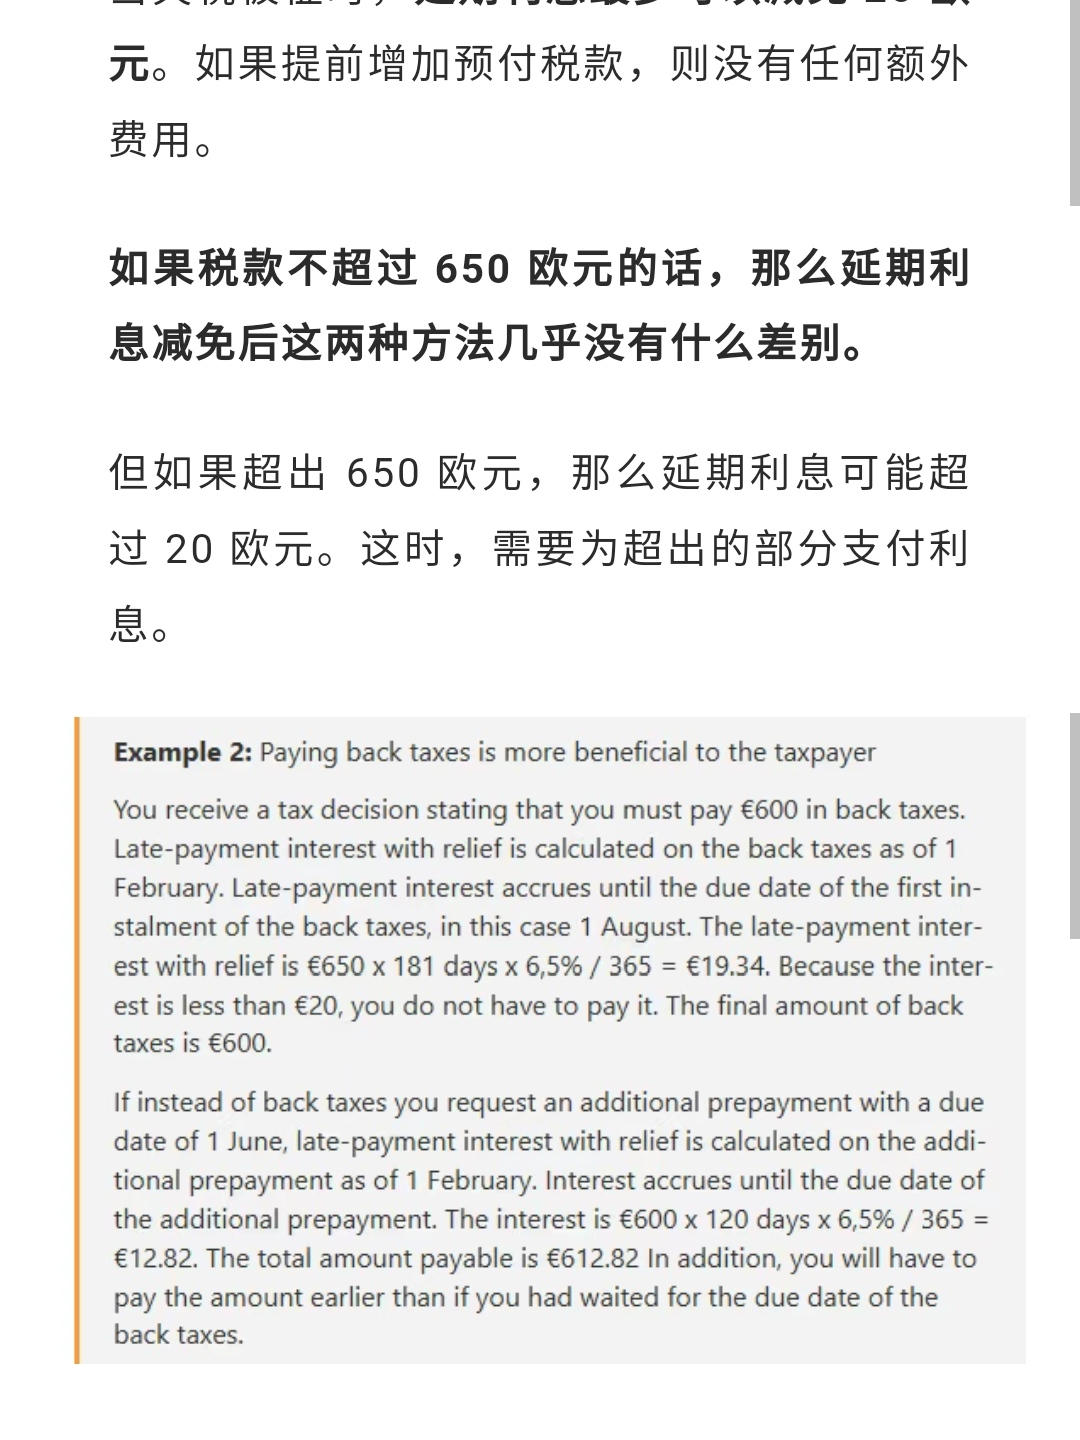 元。如果提前增加预付税款，则没有任何额外
费用。
如果税款不超过 650 欧元的话，那么延期利
息减免后这两种方法几乎没有什么差别。
但如果超出 650 欧元，那么延期利息可能超
过 20 欧元。这时，需要为超出的部分支付利
息。
Example 2: Paying back taxes is more beneficial to the taxpayer
You receive a tax decision stating that you must pay €600 in back taxes.
Late-payment interest with relief is calculated on the back taxes as of 1
February. Late-payment interest accrues until the due date of the first in-
stalment of the back taxes, in this case 1 August. The late-payment inter-
est with relief is €650 x 181 days x 6,5% / 365 = €19.34. Because the inter-
est is less than €20, you do not have to pay it. The final amount of back
taxes is €600.
If instead of back taxes you request an additional prepayment with a due
date of 1 June, late-payment interest with relief is calculated on the addi-
tional prepayment as of 1 February. Interest accrues until the due date of
the additional prepayment. The interest is €600 x 120 days x 6,5% / 365 =
€12.82. The total amount payable is €612.82 In addition, you will have to
pay the amount earlier than if you had waited for the due date of the
back taxes.